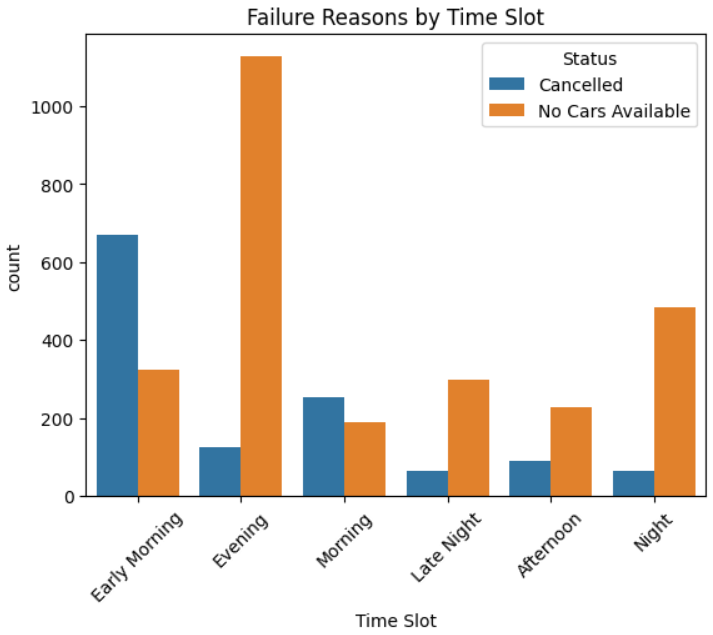 Failure Reasons by Time Slot
Status
Cancelled
No Cars Available
count
1000
800
600
400
200
0
Early Morning
Evening
Morning
Late Night
Afternoon
Night
Time Slot